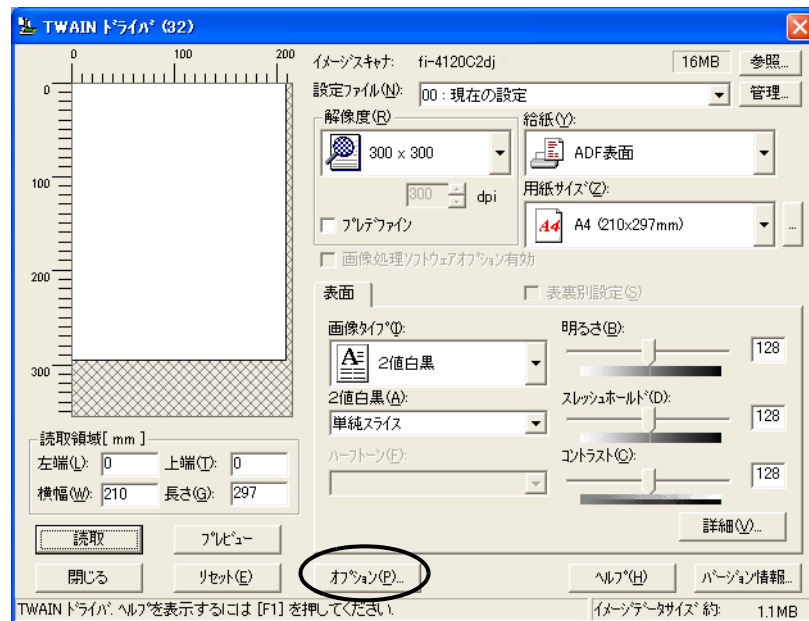 TWAIN ドライバ (32)
0 100 200
0
100
200
300
イメージスキャナ: fi-4120C2dj 16MB 参照...
設定ファイル(N): 00 : 現在の設定 管理...
解像度(R)
300 × 300
300 dpi
プレデファイン
給紙(Y):
ADF表面
用紙サイズ(Z):
A4 A4 (210x297mm) ...
画像処理ソフトウェアオプション有効
表面 表裏別設定(S)
画像タイプ(I):
A 2値白黒
2値白黒(A):
単純スライス
ハーフトーン(F):
明るさ(B):
128
スレッショホールド(D):
128
コントラスト(C):
128
詳細(V)...
読取領域[ mm ]
左端(L): 0 上端(T): 0
横幅(W): 210 長さ(G): 297
読取 プレビュー
閉じる リセット(E) オプション(P)... ヘルプ(H) バージョン情報...
TWAIN ドライバ. ヘルプを表示するには [F1] を押してください. イメージデータサイズ 約: 1.1MB